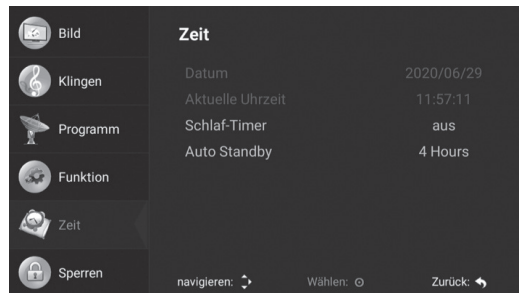 Bild
Klingen
Programm
Funktion
Zeit
Sperren
Zeit
Datum 2020/06/29
Aktuelle Uhrzeit 11:57:11
Schlaf-Timer aus
Auto Standby 4 Hours
navigieren: Wählen: Zurück: